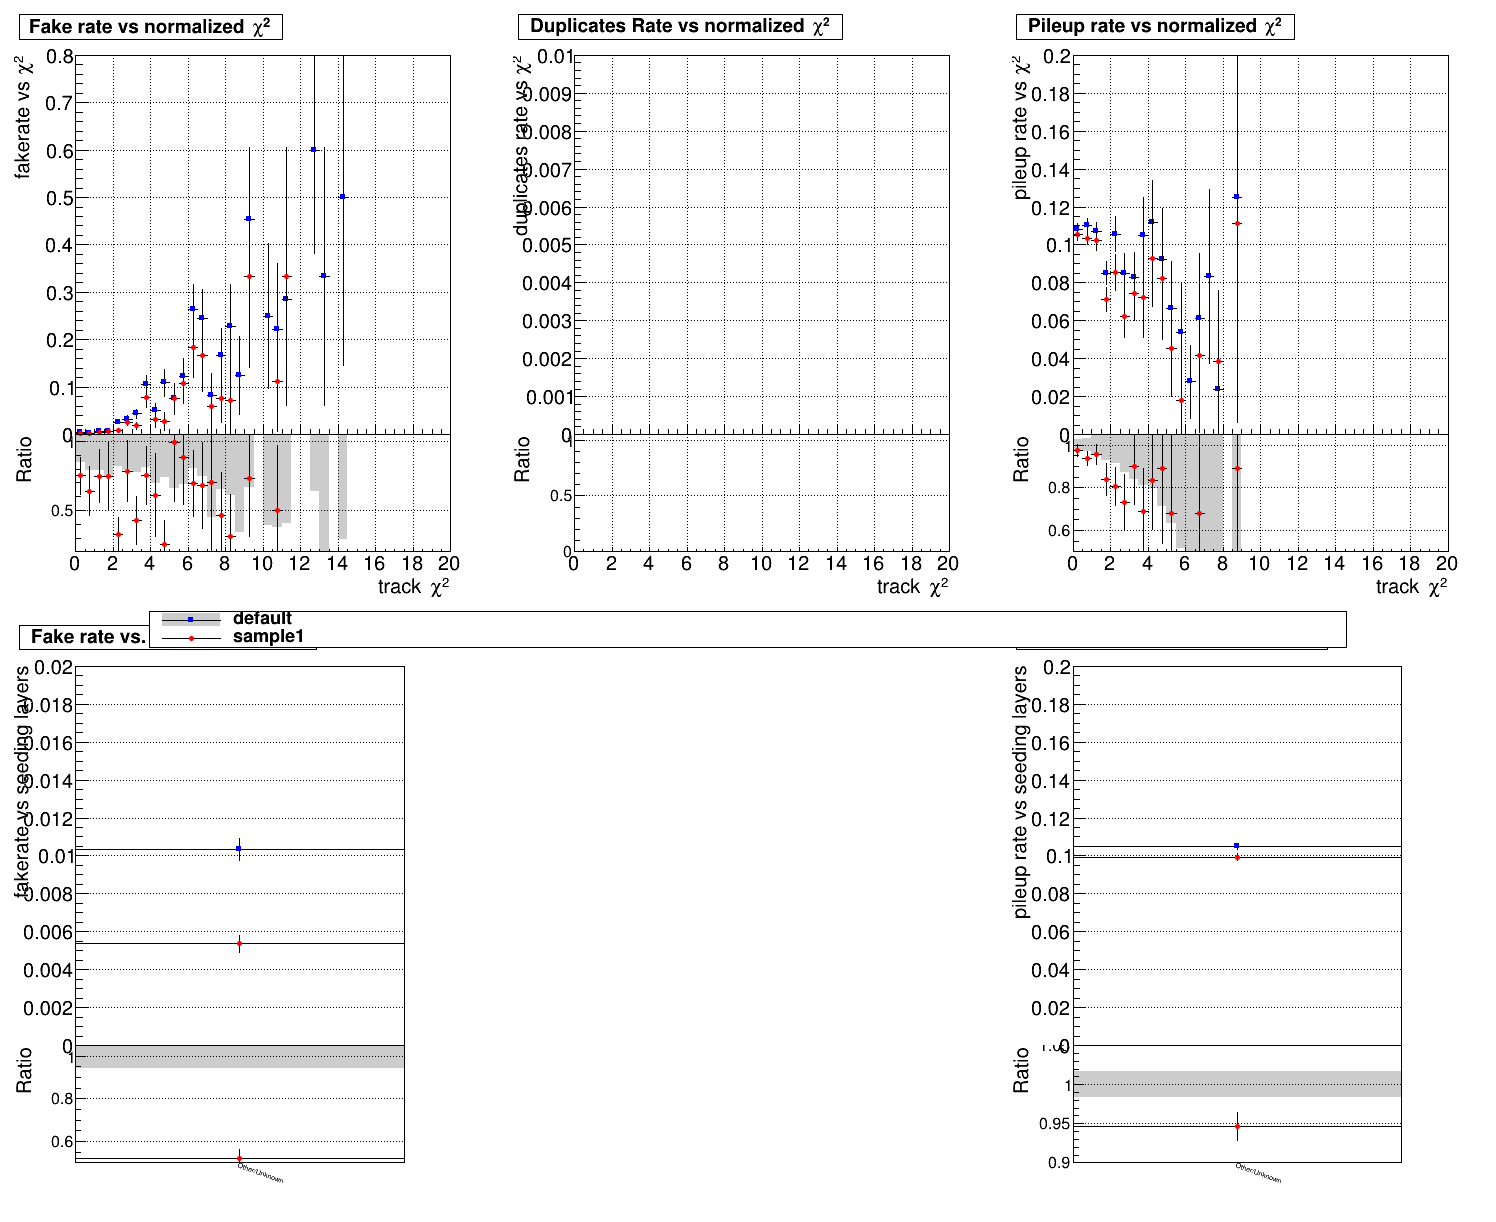 Fake rate vs normalized χ²
Duplicates Rate vs normalized χ²
Pileup rate vs normalized χ²
fakerate vs χ²
0.8
0.7
0.6
0.5
0.4
0.3
0.2
0.1
0
Ratio
1
0.5
0 2 4 6 8 10 12 14 16 18 20
track χ²
duplicates rate vs χ²
0.01
0.009
0.008
0.007
0.006
0.005
0.004
0.003
0.002
0.001
0
Ratio
1
0.5
0
0 2 4 6 8 10 12 14 16 18 20
track χ²
pileup rate vs χ²
0.2
0.18
0.16
0.14
0.12
0.1
0.08
0.06
0.04
0.02
0
Ratio
1
0.8
0.6
0 2 4 6 8 10 12 14 16 18 20
track χ²
default
sample1
Fake rate vs.
fakerate vs seeding layers
0.02
0.018
0.016
0.014
0.012
0.01
0.008
0.006
0.004
0.002
0
Ratio
1
0.8
0.6
Other/Unknown
pileup rate vs seeding layers
0.2
0.18
0.16
0.14
0.12
0.1
0.08
0.06
0.04
0.02
0
Ratio
1
0.95
0.9
Other/Unknown